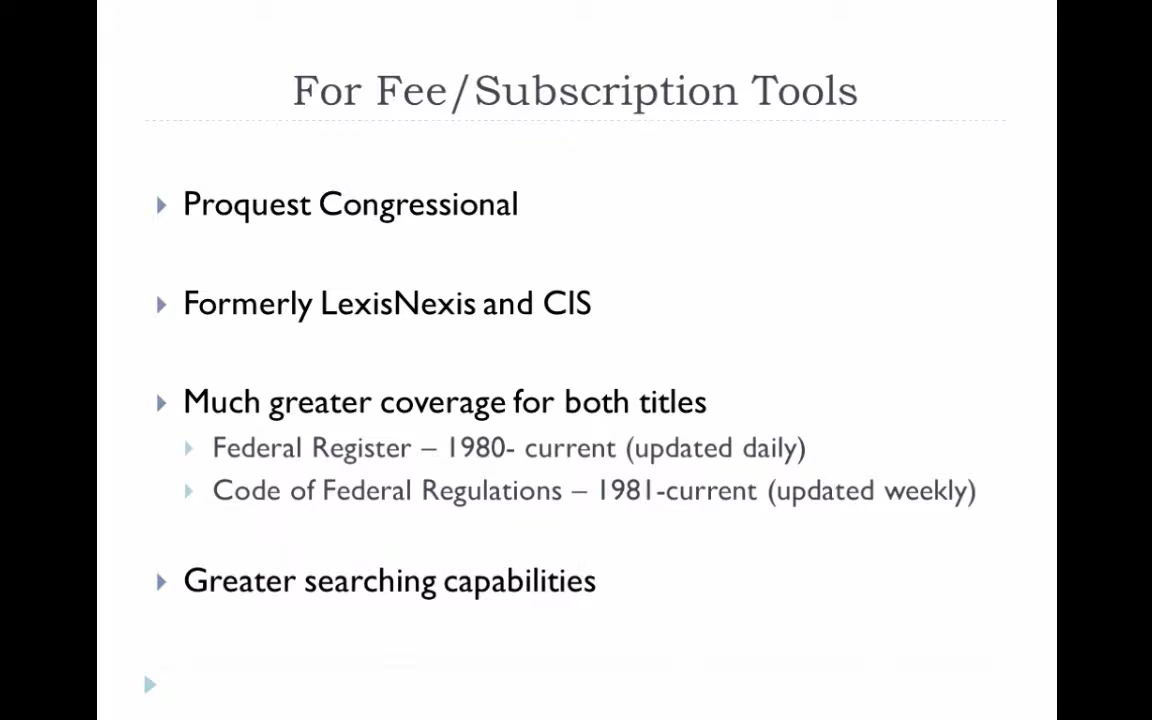 For Fee/Subscription Tools
Proquest Congressional
Formerly LexisNexis and CIS
Much greater coverage for both titles
Federal Register – 1980- current (updated daily)
Code of Federal Regulations – 1981-current (updated weekly)
Greater searching capabilities